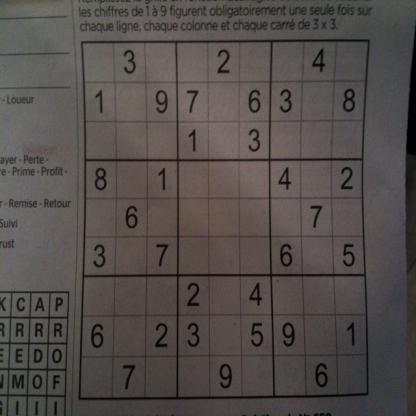 les chiffres de 1 à 9 figurent obligatoirement une seule fois sur
chaque ligne, chaque colonne et chaque carré de 3 x 3.
- Loueur
ayer - Perte -
re - Prime - Profit -
r - Remise - Retour
Suivi
rust
3 2 4
1 9 7 6 3 8
1 3
8 1 4 2
6 7
3 7 6 5
2 4
6 2 3 5 9 1
7 9 6
K C A P
R R R R
E E D O
N M O F